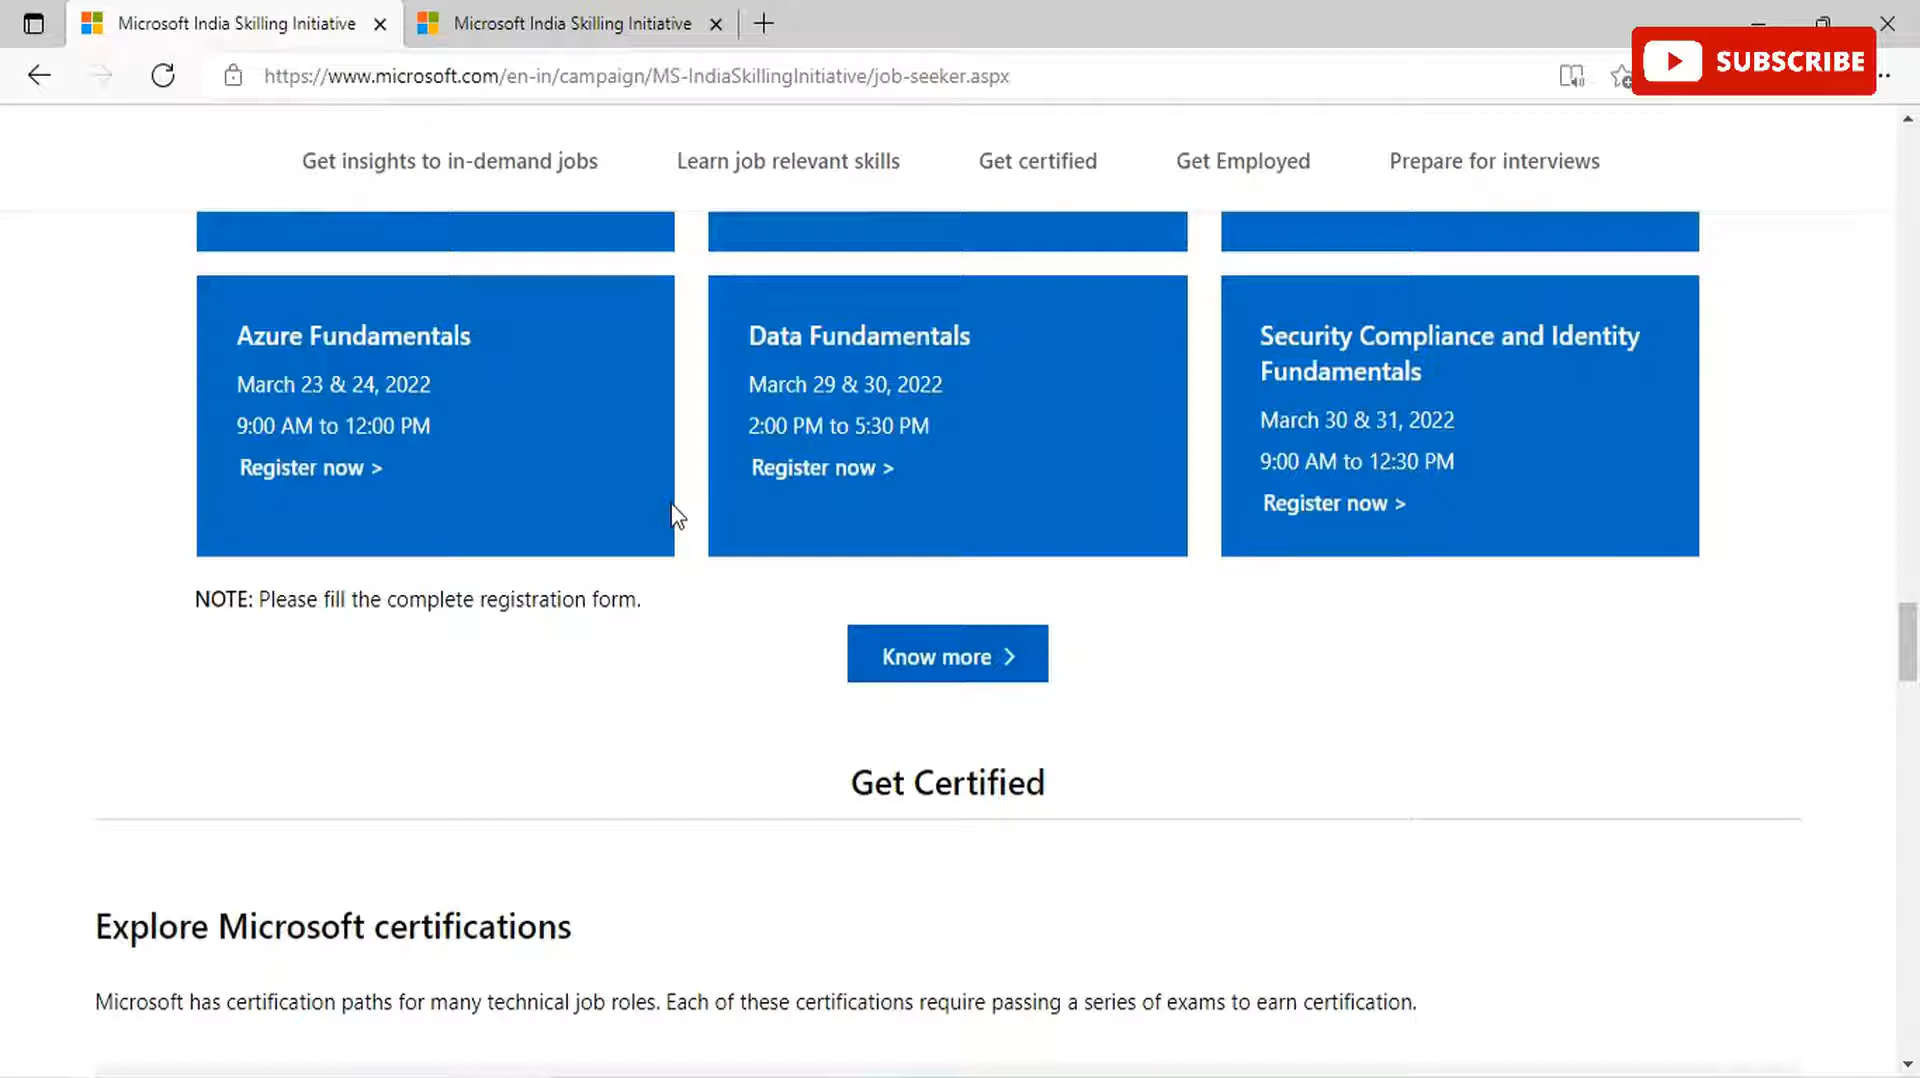 Microsoft India Skilling Initiative
Microsoft India Skilling Initiative
https://www.microsoft.com/en-in/campaign/MS-IndiaSkillingInitiative/job-seeker.aspx
SUBSCRIBE
Get insights to in-demand jobs
Learn job relevant skills
Get certified
Get Employed
Prepare for interviews
Azure Fundamentals
March 23 & 24, 2022
9:00 AM to 12:00 PM
Register now >
Data Fundamentals
March 29 & 30, 2022
2:00 PM to 5:30 PM
Register now >
Security Compliance and Identity
Fundamentals
March 30 & 31, 2022
9:00 AM to 12:30 PM
Register now >
NOTE: Please fill the complete registration form.
Know more >
Get Certified
Explore Microsoft certifications
Microsoft has certification paths for many technical job roles. Each of these certifications require passing a series of exams to earn certification.